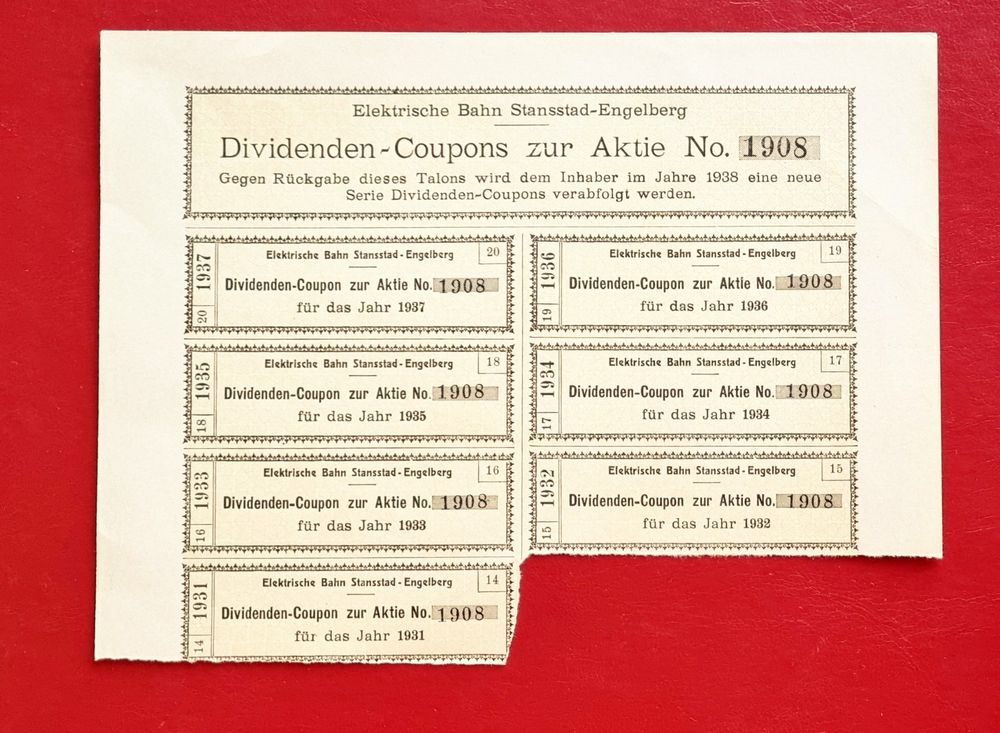 Elektrische Bahn Stansstad-Engelberg
Dividenden-Coupons zur Aktie No. 1908
Gegen Rückgabe dieses Talons wird dem Inhaber im Jahre 1938 eine neue
Serie Dividenden-Coupons verabfolgt werden.
1937
20
Elektrische Bahn Stansstad-Engelberg
20
Dividenden-Coupon zur Aktie No. 1908
für das Jahr 1937
1936
19
Elektrische Bahn Stansstad-Engelberg
19
Dividenden-Coupon zur Aktie No. 1908
für das Jahr 1936
1935
18
Elektrische Bahn Stansstad-Engelberg
18
Dividenden-Coupon zur Aktie No. 1908
für das Jahr 1935
1934
17
Elektrische Bahn Stansstad-Engelberg
17
Dividenden-Coupon zur Aktie No. 1908
für das Jahr 1934
1933
16
Elektrische Bahn Stansstad-Engelberg
16
Dividenden-Coupon zur Aktie No. 1908
für das Jahr 1933
1932
15
Elektrische Bahn Stansstad-Engelberg
15
Dividenden-Coupon zur Aktie No. 1908
für das Jahr 1932
1931
14
Elektrische Bahn Stansstad-Engelberg
14
Dividenden-Coupon zur Aktie No. 1908
für das Jahr 1931